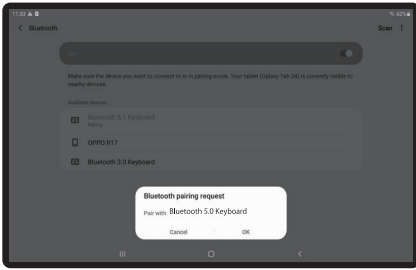 11:33
62%
Bluetooth
Scan
On
Make sure the device you want to connect to is in pairing mode. Your tablet (Galaxy Tab S6) is currently visible to
nearby devices.
Available devices
Bluetooth 5.1 Keyboard
Pairing...
OPPO R17
Bluetooth 3.0 Keyboard
Bluetooth pairing request
Pair with Bluetooth 5.0 Keyboard
Cancel
OK